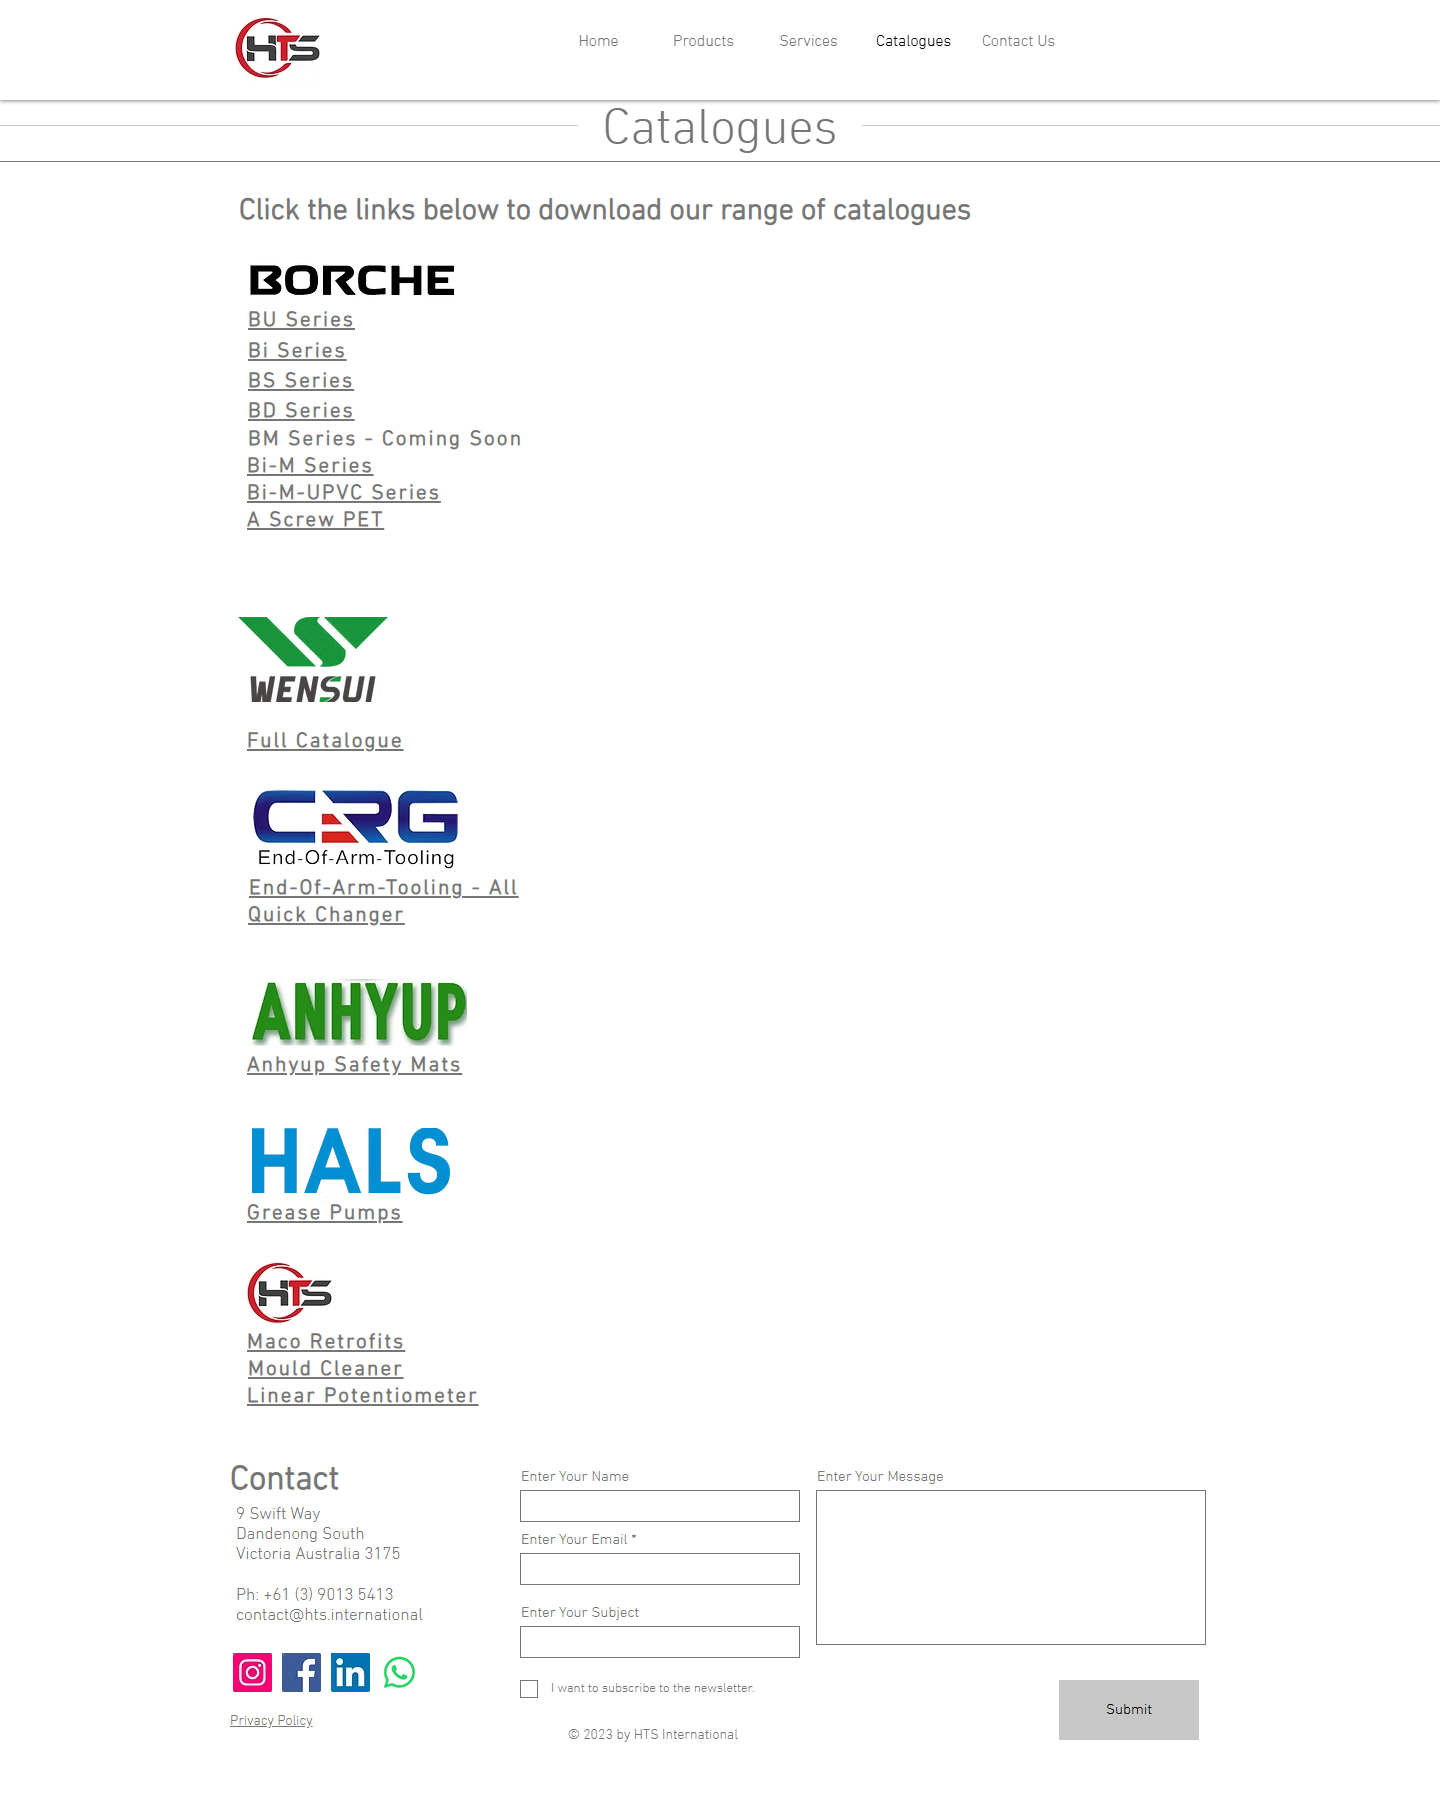 HTS
Home
Products
Services
Catalogues
Contact Us
Catalogues
Click the links below to download our range of catalogues
BORCHE
BU Series
Bi Series
BS Series
BD Series
BM Series - Coming Soon
Bi-M Series
Bi-M-UPVC Series
A Screw PET
WENSUI
Full Catalogue
CRG
End-Of-Arm-Tooling
End-Of-Arm-Tooling - All
Quick Changer
ANHYUP
Anhyup Safety Mats
HALS
Grease Pumps
HTS
Maco Retrofits
Mould Cleaner
Linear Potentiometer
Contact
9 Swift Way
Dandenong South
Victoria Australia 3175
Ph: +61 (3) 9013 5413
contact@hts.international
in
Privacy Policy
Enter Your Name
Enter Your Email *
Enter Your Subject
I want to subscribe to the newsletter.
Enter Your Message
Submit
© 2023 by HTS International